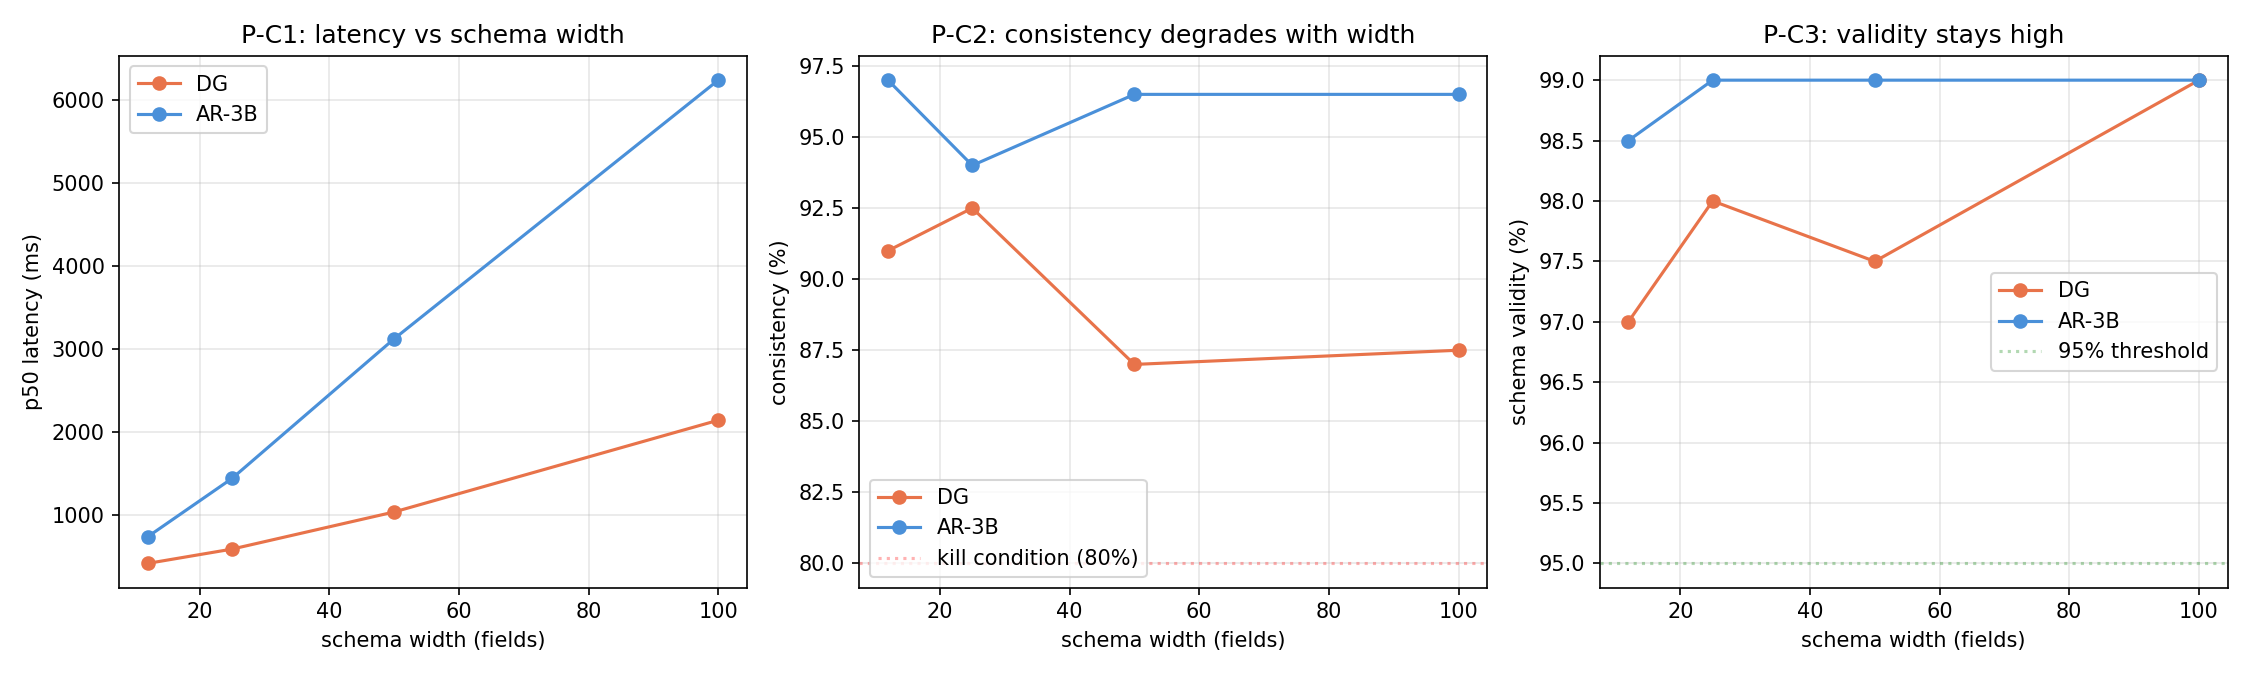 P-C1: latency vs schema width
DG
AR-3B
6000
5000
4000
3000
2000
1000
p50 latency (ms)
20 40 60 80 100
schema width (fields)
P-C2: consistency degrades with width
97.5
95.0
92.5
90.0
87.5
85.0
82.5
80.0
consistency (%)
DG
AR-3B
kill condition (80%)
20 40 60 80 100
schema width (fields)
P-C3: validity stays high
99.0
98.5
98.0
97.5
97.0
96.5
96.0
95.5
95.0
schema validity (%)
DG
AR-3B
95% threshold
20 40 60 80 100
schema width (fields)